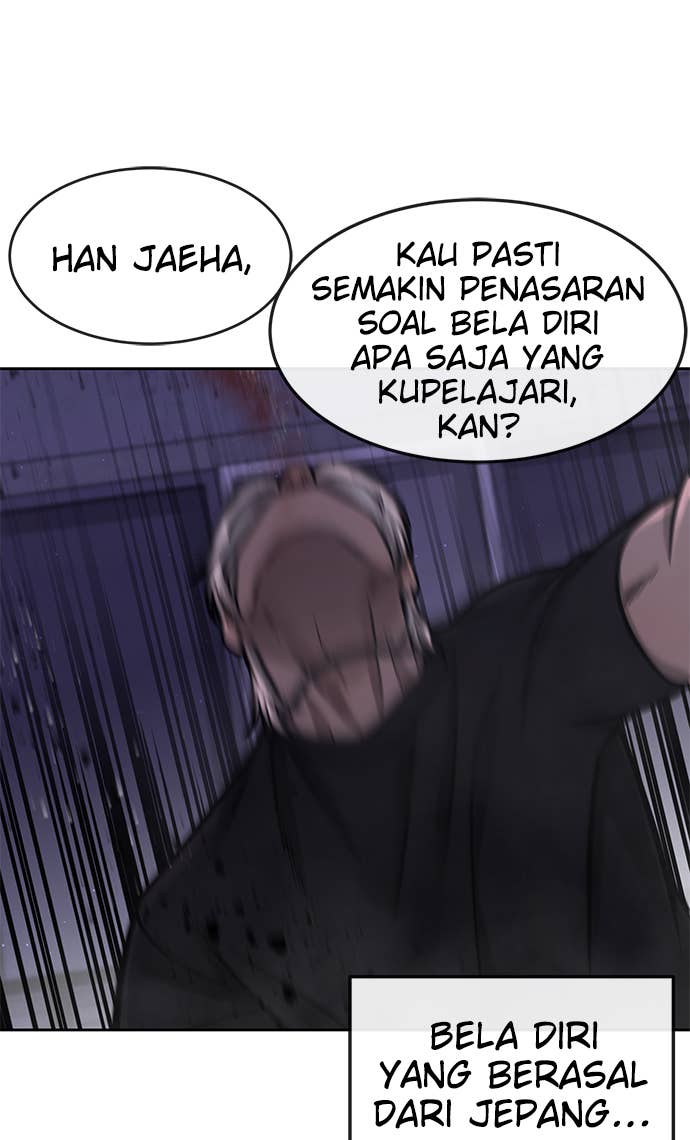 HAN JAEHA,
KAU PASTI
SEMAKIN PENASARAN
SOAL BELA DIRI
APA SAJA YANG
KUPELAJARI,
KAN?
BELA DIRI
YANG BERASAL
DARI JEPANG...